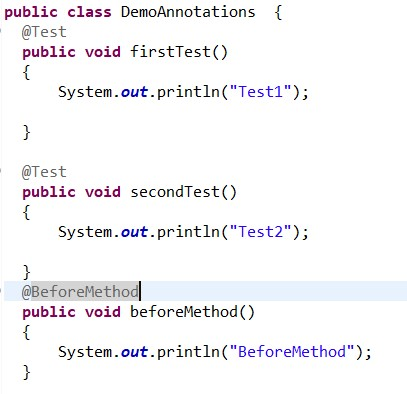 public class DemoAnnotations  {
@Test
public void firstTest()
{
System.out.println("Test1");
}
@Test
public void secondTest()
{
System.out.println("Test2");
}
@BeforeMethod
public void beforeMethod()
{
System.out.println("BeforeMethod");
}